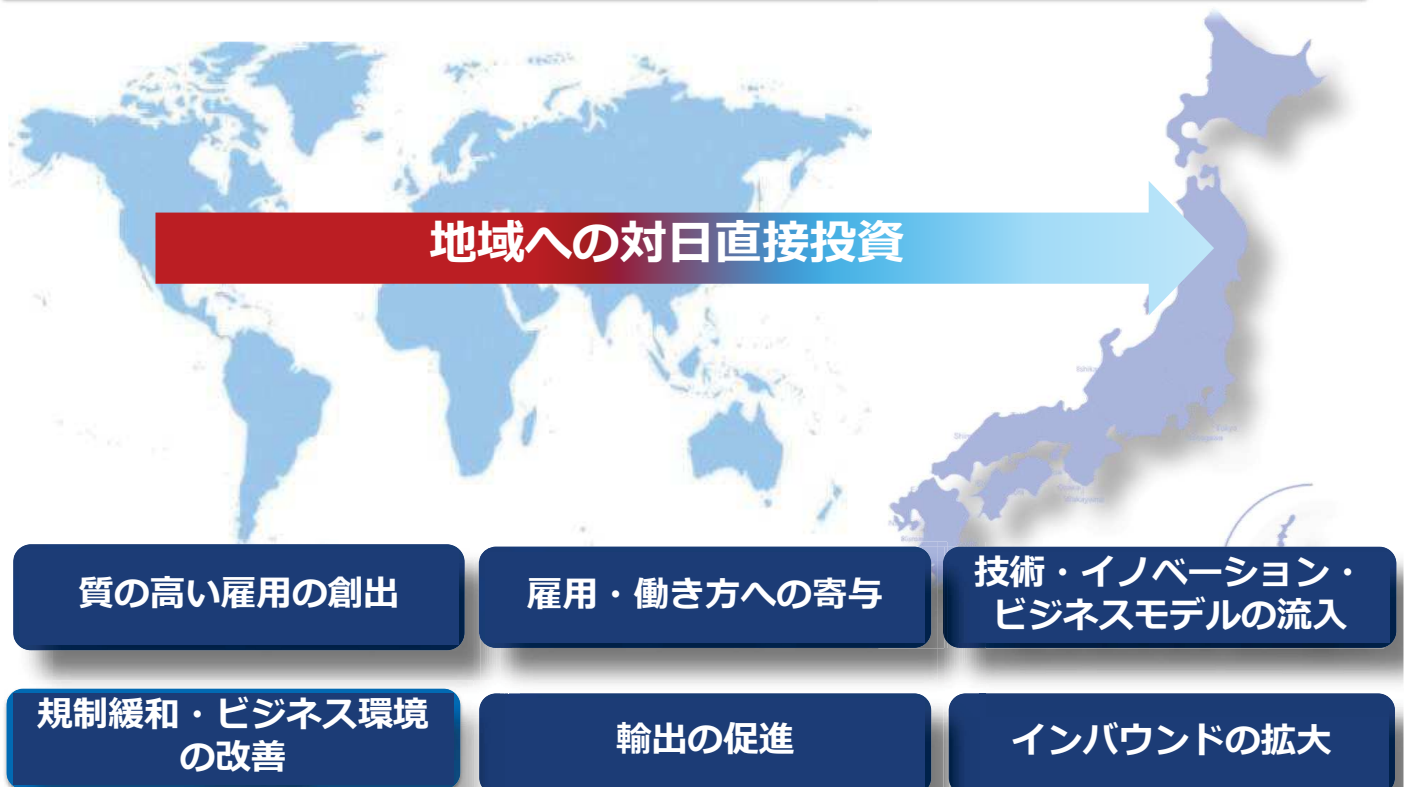 地域への対日直接投資
質の高い雇用の創出
雇用・働き方への寄与
技術・イノベーション・
ビジネスモデルの流入
規制緩和・ビジネス環境
の改善
輸出の促進
インバウンドの拡大